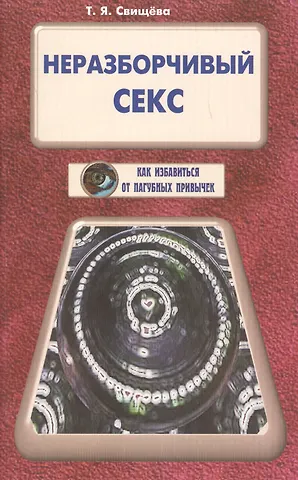 Т. Я. Свищёва
НЕРАЗБОРЧИВЫЙ
СЕКС
КАК ИЗБАВИТЬСЯ
ОТ ПАГУБНЫХ ПРИВЫЧЕК